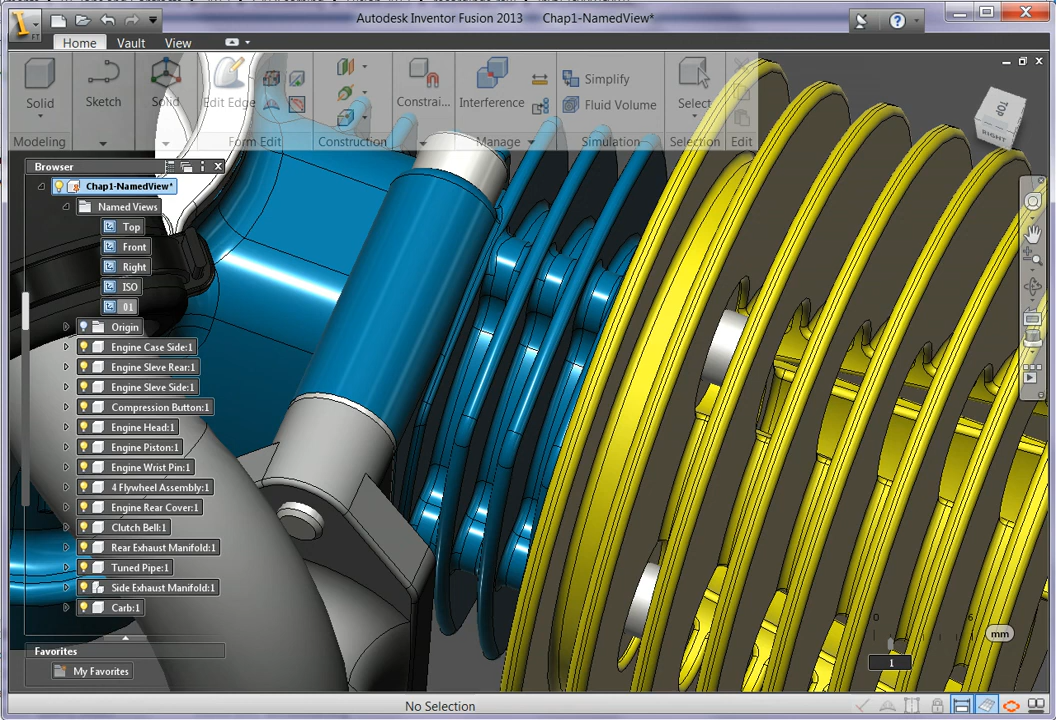 FT
Autodesk Inventor Fusion 2013 Chap1-NamedView*
Home Vault View
Solid Sketch Solid Edit Edge Constrai... Interference Simplify Fluid Volume Select
Modeling Form Edit Construction Manage Simulation Selection Edit
TOP
RIGHT
Browser
Chap1-NamedView*
Named Views
Top
Front
Right
ISO
01
Origin
Engine Case Side:1
Engine Sleve Rear:1
Engine Sleve Side:1
Compression Button:1
Engine Head:1
Engine Piston:1
Engine Wrist Pin:1
4 Flywheel Assembly:1
Engine Rear Cover:1
Clutch Bell:1
Rear Exhaust Manifold:1
Tuned Pipe:1
Side Exhaust Manifold:1
Carb:1
Favorites
My Favorites
0 6
mm
1
No Selection